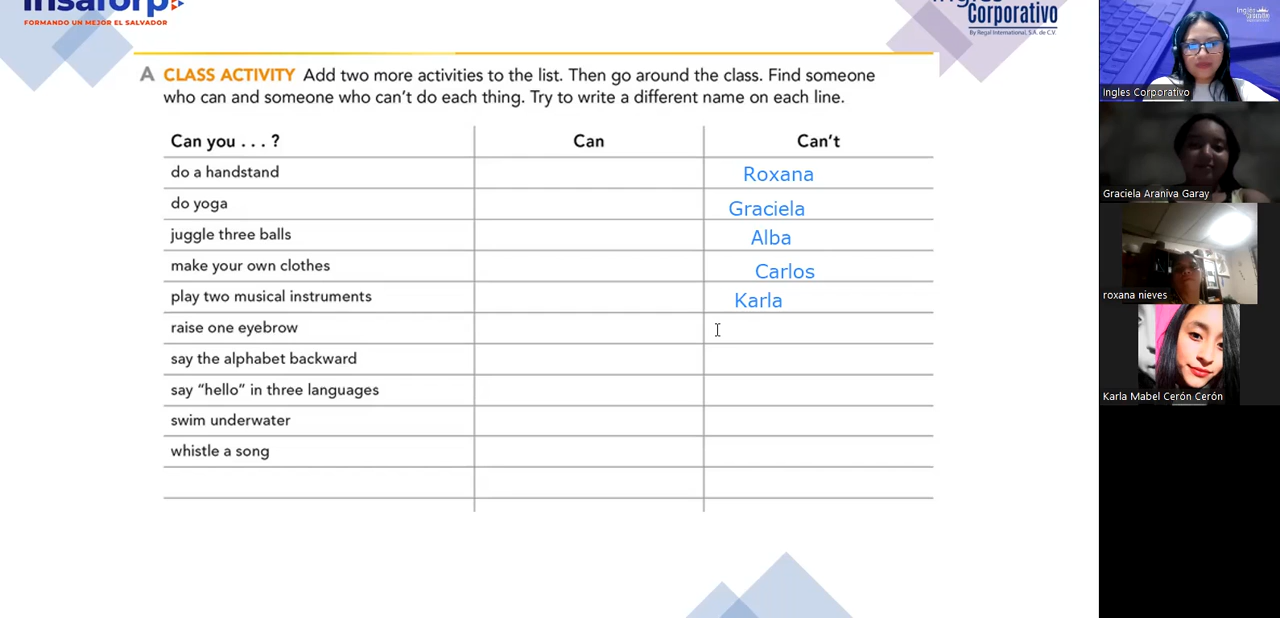 FORMANDO UN MEJOR EL SALVADOR
Corporativo
By Regal International, S.A. de C.V.
A CLASS ACTIVITY Add two more activities to the list. Then go around the class. Find someone
who can and someone who can't do each thing. Try to write a different name on each line.
Can you . . . ? Can Can't
do a handstand Roxana
do yoga Graciela
juggle three balls Alba
make your own clothes Carlos
play two musical instruments Karla
raise one eyebrow
say the alphabet backward
say "hello" in three languages
swim underwater
whistle a song
Ingles Corporativo
Graciela Araniva Garay
roxana nieves
Karla Mabel Cerón Cerón